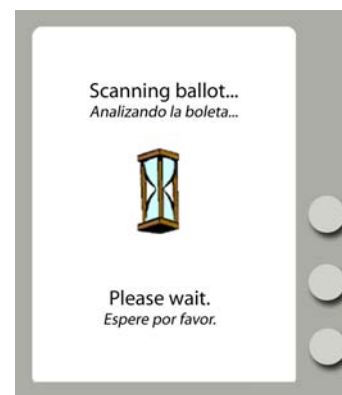 Scanning ballot...
Analizando la boleta...
Please wait.
Espere por favor.